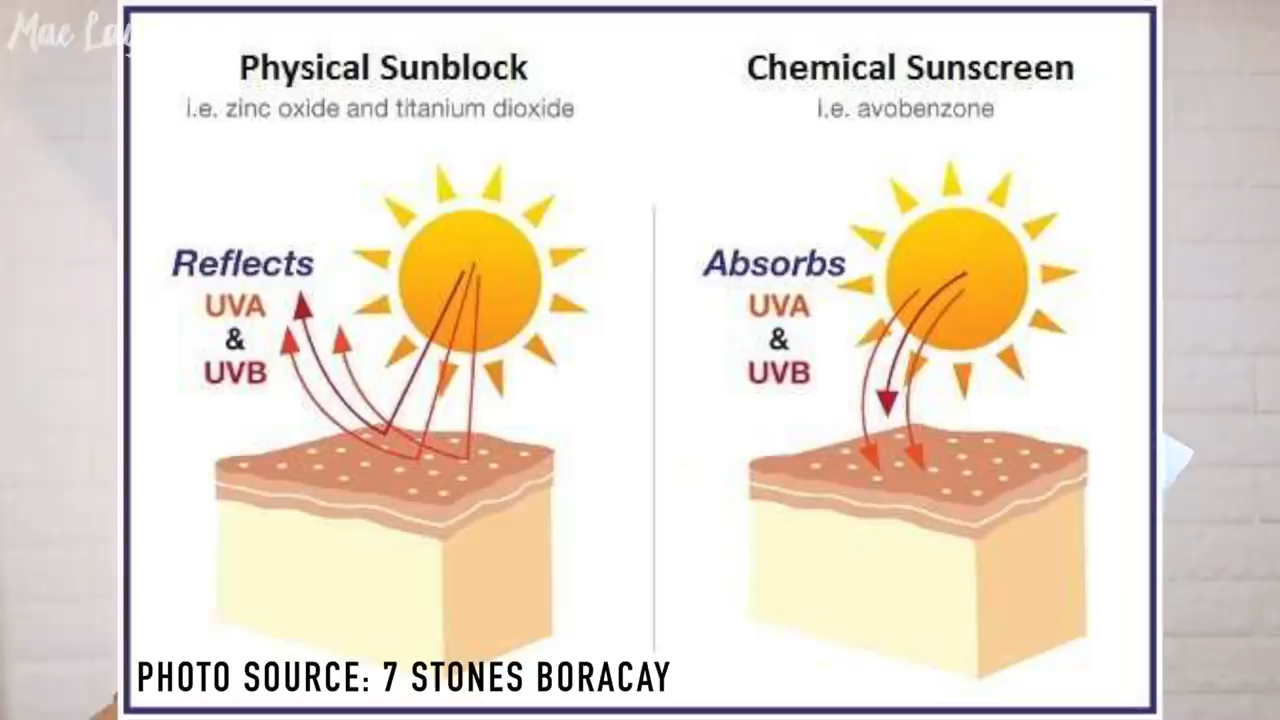 Mae
Physical Sunblock
i.e. zinc oxide and titanium dioxide
Reflects
UVA
&
UVB
Chemical Sunscreen
i.e. avobenzone
Absorbs
UVA
&
UVB
PHOTO SOURCE: 7 STONES BORACAY